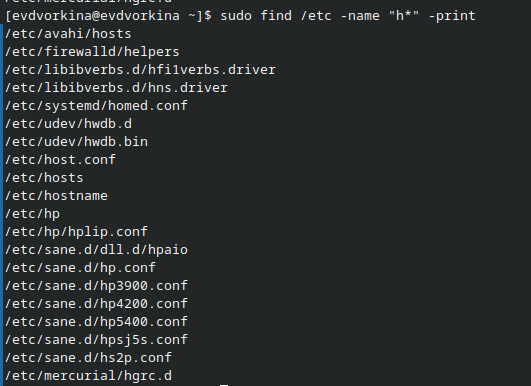 /etc/mercurial/hgrc.d
[evdvorkina@evdvorkina ~]$ sudo find /etc -name "h*" -print
/etc/avahi/hosts
/etc/firewalld/helpers
/etc/libibverbs.d/hfi1verbs.driver
/etc/libibverbs.d/hns.driver
/etc/systemd/homed.conf
/etc/udev/hwdb.d
/etc/udev/hwdb.bin
/etc/host.conf
/etc/hosts
/etc/hostname
/etc/hp
/etc/hp/hplip.conf
/etc/sane.d/dll.d/hpaio
/etc/sane.d/hp.conf
/etc/sane.d/hp3900.conf
/etc/sane.d/hp4200.conf
/etc/sane.d/hp5400.conf
/etc/sane.d/hpsj5s.conf
/etc/sane.d/hs2p.conf
/etc/mercurial/hgrc.d